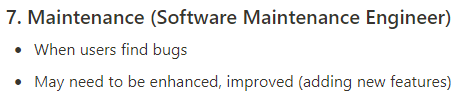 7. Maintenance (Software Maintenance Engineer)
• When users find bugs
• May need to be enhanced, improved (adding new features)